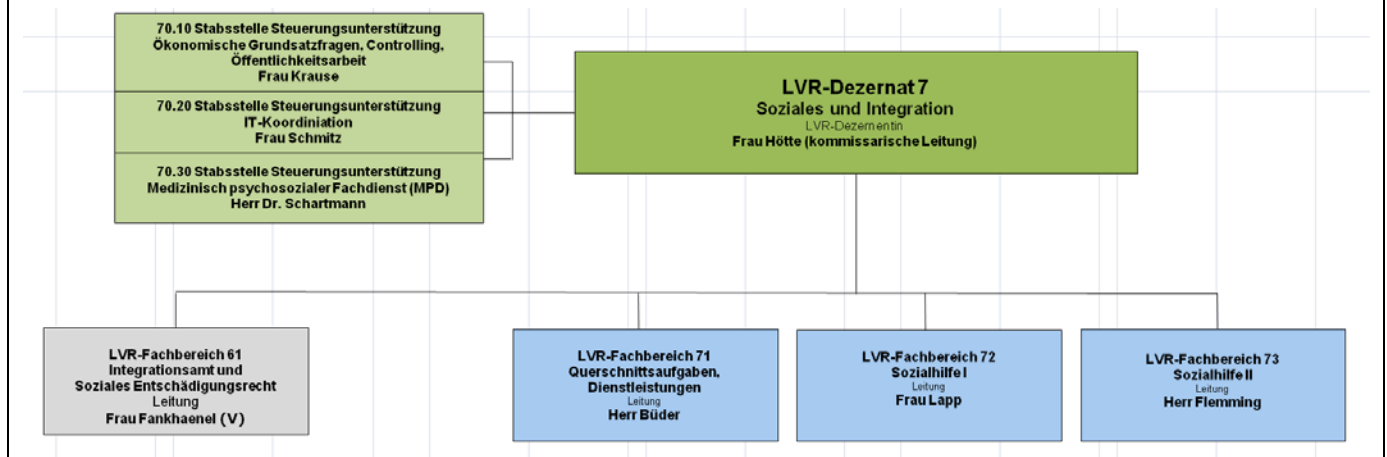 70.10 Stabsstelle Steuerungsunterstützung
Ökonomische Grundsatzfragen, Controlling,
Öffentlichkeitsarbeit
Frau Krause
70.20 Stabsstelle Steuerungsunterstützung
IT-Koordiniation
Frau Schmitz
70.30 Stabsstelle Steuerungsunterstützung
Medizinisch psychosozialer Fachdienst (MPD)
Herr Dr. Schartmann
LVR-Dezernat 7
Soziales und Integration
LVR-Dezernentin
Frau Hötte (kommissarische Leitung)
LVR-Fachbereich 61
Integrationsamt und
Soziales Entschädigungsrecht
Leitung
Frau Fankhaenel (V)
LVR-Fachbereich 71
Querschnittsaufgaben,
Dienstleistungen
Leitung
Herr Büder
LVR-Fachbereich 72
Sozialhilfe I
Leitung
Frau Lapp
LVR-Fachbereich 73
Sozialhilfe II
Leitung
Herr Flemming